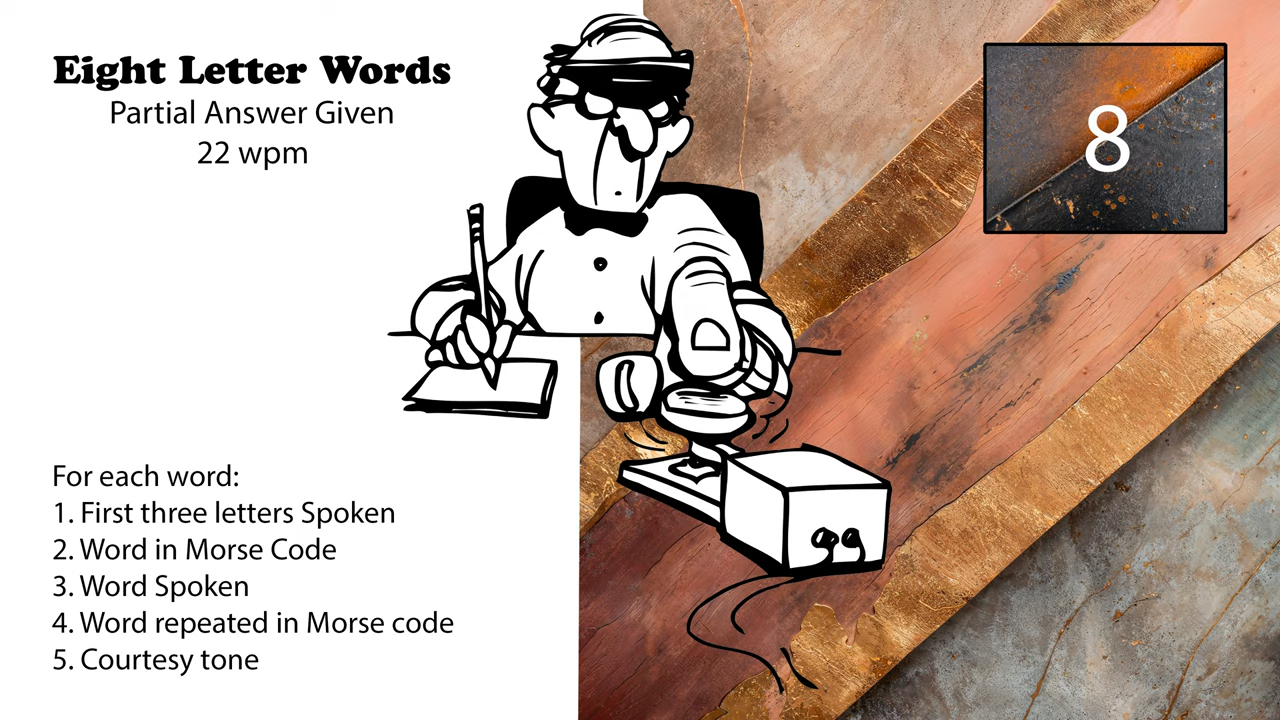 Eight Letter Words
Partial Answer Given
22 wpm
8
For each word:
1. First three letters Spoken
2. Word in Morse Code
3. Word Spoken
4. Word repeated in Morse code
5. Courtesy tone